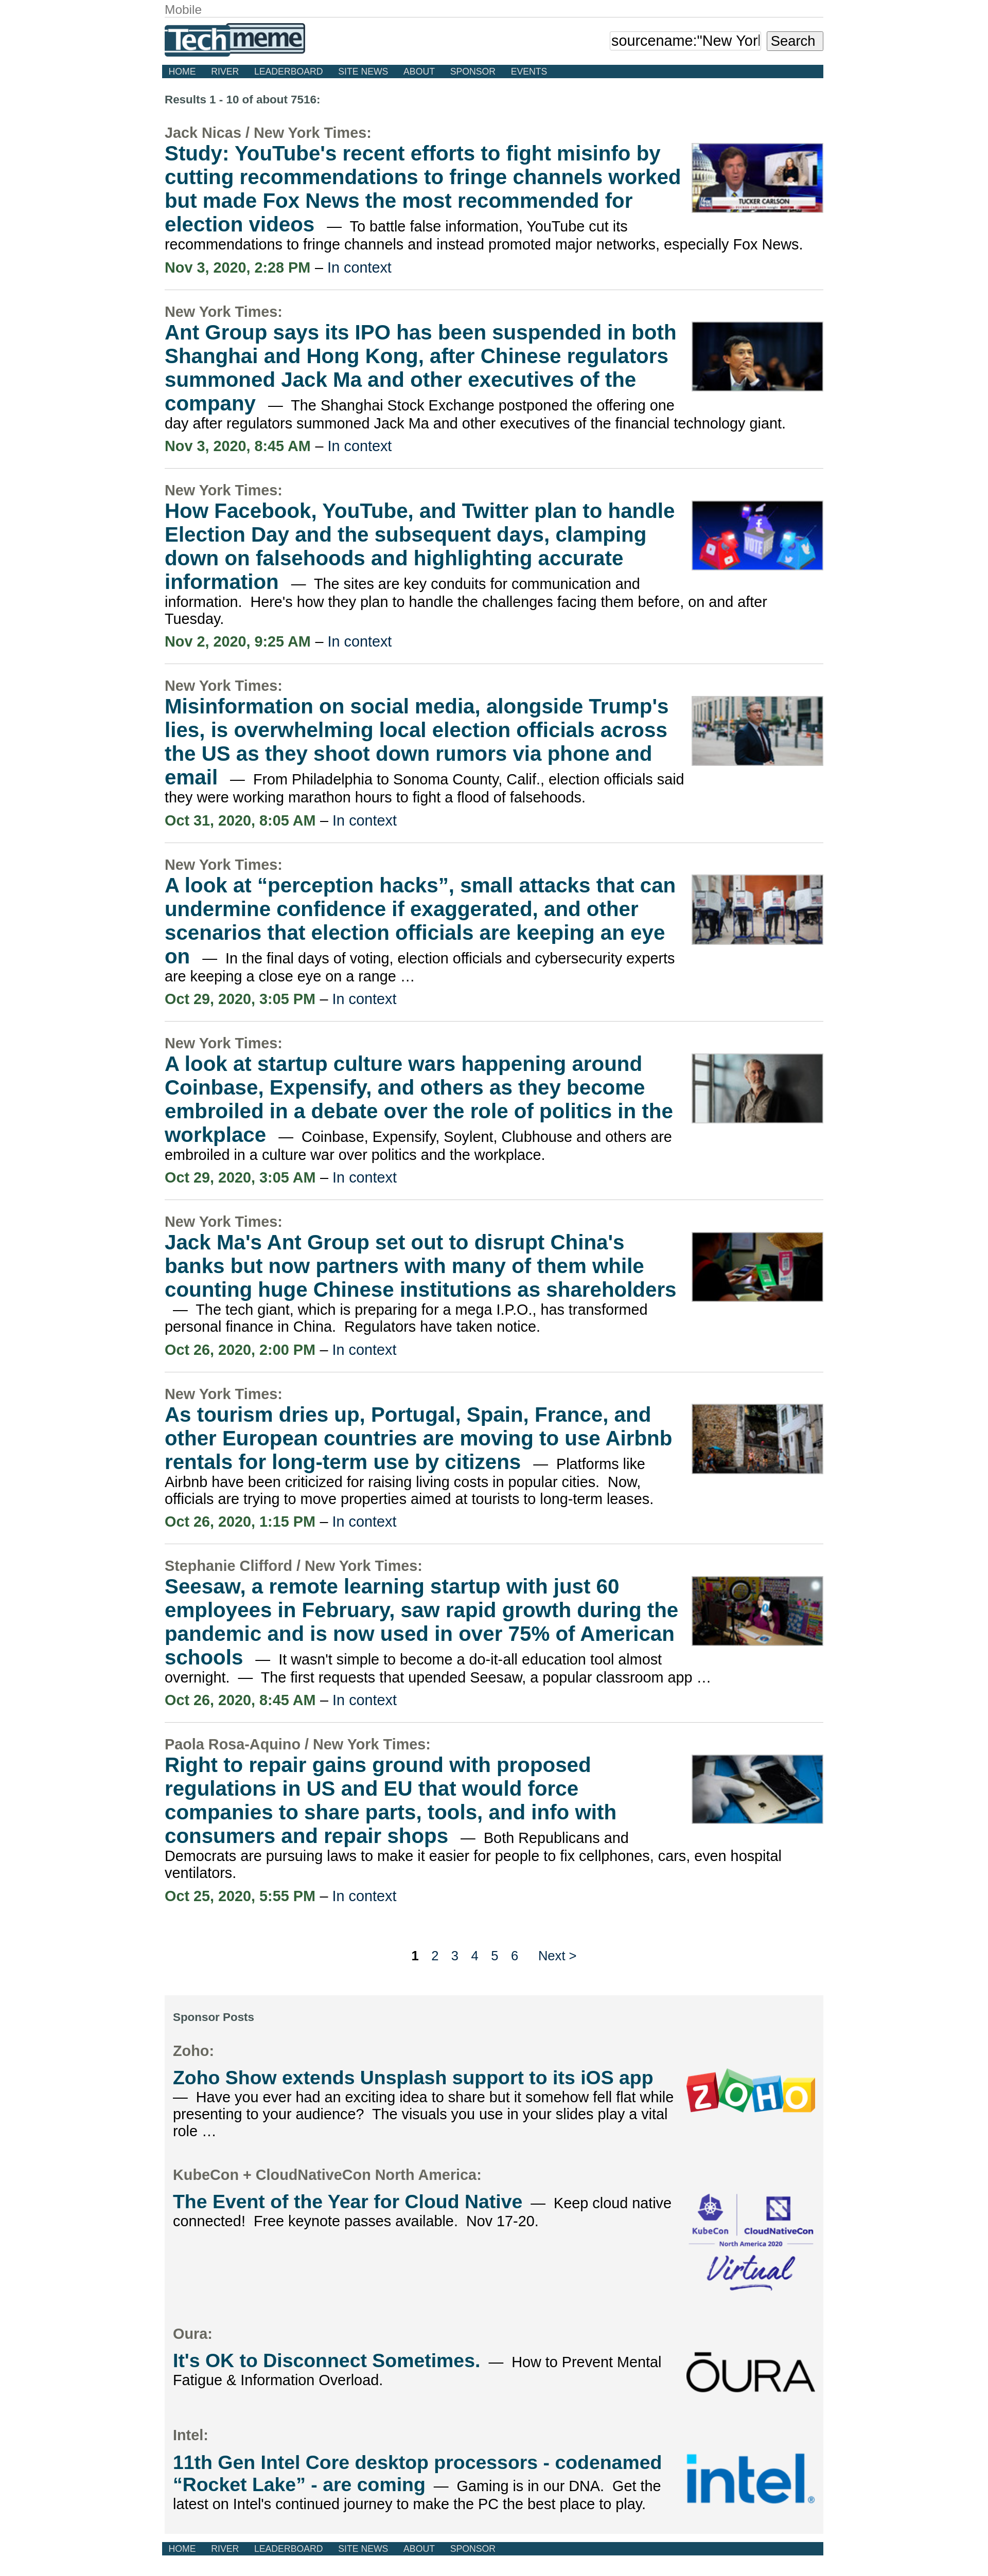 Mobile
Techmeme
sourcename:"New Yor
Search
HOME RIVER LEADERBOARD SITE NEWS ABOUT SPONSOR EVENTS
Results 1 - 10 of about 7516:
Jack Nicas / New York Times:
Study: YouTube's recent efforts to fight misinfo by
cutting recommendations to fringe channels worked
but made Fox News the most recommended for
election videos — To battle false information, YouTube cut its
recommendations to fringe channels and instead promoted major networks, especially Fox News.
TUCKER CARLSON
Nov 3, 2020, 2:28 PM – In context
New York Times:
Ant Group says its IPO has been suspended in both
Shanghai and Hong Kong, after Chinese regulators
summoned Jack Ma and other executives of the
company — The Shanghai Stock Exchange postponed the offering one
day after regulators summoned Jack Ma and other executives of the financial technology giant.
Nov 3, 2020, 8:45 AM – In context
New York Times:
How Facebook, YouTube, and Twitter plan to handle
Election Day and the subsequent days, clamping
down on falsehoods and highlighting accurate
information — The sites are key conduits for communication and
information. Here's how they plan to handle the challenges facing them before, on and after
Tuesday.
VOTE
Nov 2, 2020, 9:25 AM – In context
New York Times:
Misinformation on social media, alongside Trump's
lies, is overwhelming local election officials across
the US as they shoot down rumors via phone and
email — From Philadelphia to Sonoma County, Calif., election officials said
they were working marathon hours to fight a flood of falsehoods.
Oct 31, 2020, 8:05 AM – In context
New York Times:
A look at “perception hacks”, small attacks that can
undermine confidence if exaggerated, and other
scenarios that election officials are keeping an eye
on — In the final days of voting, election officials and cybersecurity experts
are keeping a close eye on a range …
Oct 29, 2020, 3:05 PM – In context
New York Times:
A look at startup culture wars happening around
Coinbase, Expensify, and others as they become
embroiled in a debate over the role of politics in the
workplace — Coinbase, Expensify, Soylent, Clubhouse and others are
embroiled in a culture war over politics and the workplace.
Oct 29, 2020, 3:05 AM – In context
New York Times:
Jack Ma's Ant Group set out to disrupt China's
banks but now partners with many of them while
counting huge Chinese institutions as shareholders
— The tech giant, which is preparing for a mega I.P.O., has transformed
personal finance in China. Regulators have taken notice.
Oct 26, 2020, 2:00 PM – In context
New York Times:
As tourism dries up, Portugal, Spain, France, and
other European countries are moving to use Airbnb
rentals for long-term use by citizens — Platforms like
Airbnb have been criticized for raising living costs in popular cities. Now,
officials are trying to move properties aimed at tourists to long-term leases.
Oct 26, 2020, 1:15 PM – In context
Stephanie Clifford / New York Times:
Seesaw, a remote learning startup with just 60
employees in February, saw rapid growth during the
pandemic and is now used in over 75% of American
schools — It wasn't simple to become a do-it-all education tool almost
overnight. — The first requests that upended Seesaw, a popular classroom app …
Oct 26, 2020, 8:45 AM – In context
Paola Rosa-Aquino / New York Times:
Right to repair gains ground with proposed
regulations in US and EU that would force
companies to share parts, tools, and info with
consumers and repair shops — Both Republicans and
Democrats are pursuing laws to make it easier for people to fix cellphones, cars, even hospital
ventilators.
Oct 25, 2020, 5:55 PM – In context
1 2 3 4 5 6 Next >
Sponsor Posts
Zoho:
Zoho Show extends Unsplash support to its iOS app
— Have you ever had an exciting idea to share but it somehow fell flat while
presenting to your audience? The visuals you use in your slides play a vital
role …
ZOHO
KubeCon + CloudNativeCon North America:
The Event of the Year for Cloud Native — Keep cloud native
connected! Free keynote passes available. Nov 17-20.
KubeCon CloudNativeCon
North America 2020
Virtual
Oura:
It's OK to Disconnect Sometimes. — How to Prevent Mental
Fatigue & Information Overload.
ŌURA
Intel:
11th Gen Intel Core desktop processors - codenamed
“Rocket Lake” - are coming — Gaming is in our DNA. Get the
latest on Intel's continued journey to make the PC the best place to play.
intel®
HOME RIVER LEADERBOARD SITE NEWS ABOUT SPONSOR